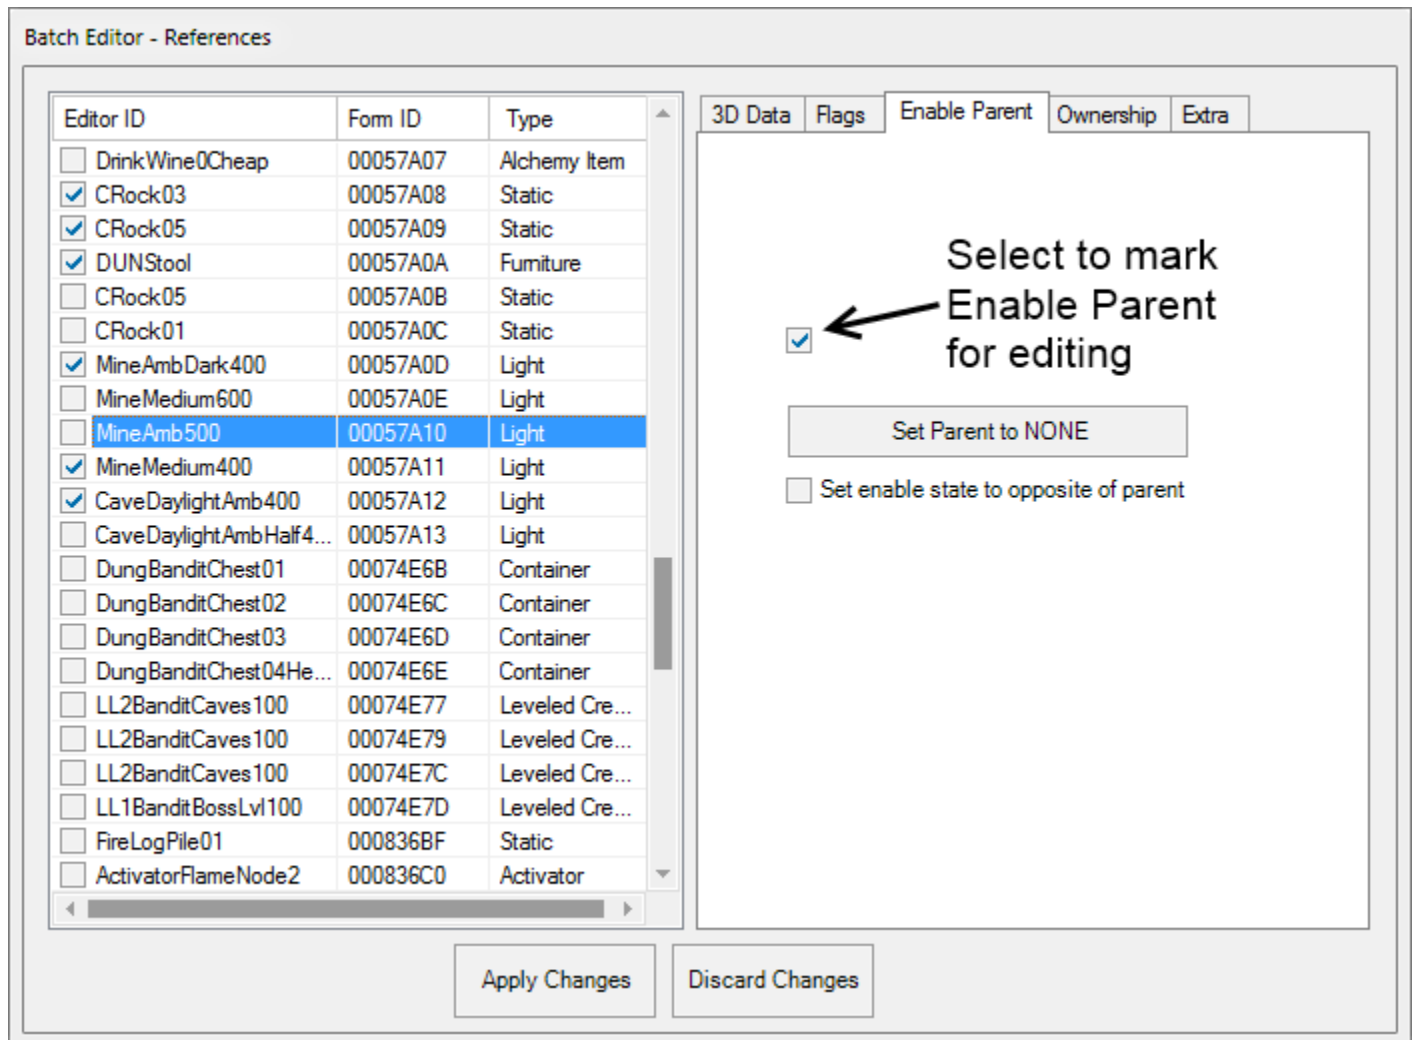 Batch Editor - References
Editor ID Form ID Type
DrinkWine0Cheap 00057A07 Alchemy Item
CRock03 00057A08 Static
CRock05 00057A09 Static
DUNStool 00057A0A Furniture
CRock05 00057A0B Static
CRock01 00057A0C Static
MineAmbDark400 00057A0D Light
MineMedium600 00057A0E Light
MineAmb500 00057A10 Light
MineMedium400 00057A11 Light
CaveDaylightAmb400 00057A12 Light
CaveDaylightAmbHalf4... 00057A13 Light
DungBanditChest01 00074E6B Container
DungBanditChest02 00074E6C Container
DungBanditChest03 00074E6D Container
DungBanditChest04He... 00074E6E Container
LL2BanditCaves100 00074E77 Leveled Cre...
LL2BanditCaves100 00074E79 Leveled Cre...
LL2BanditCaves100 00074E7C Leveled Cre...
LL1BanditBossLvl100 00074E7D Leveled Cre...
FireLogPile01 000836BF Static
ActivatorFlameNode2 000836C0 Activator
3D Data Flags Enable Parent Ownership Extra
Select to mark
Enable Parent
for editing
Set Parent to NONE
Set enable state to opposite of parent
Apply Changes Discard Changes